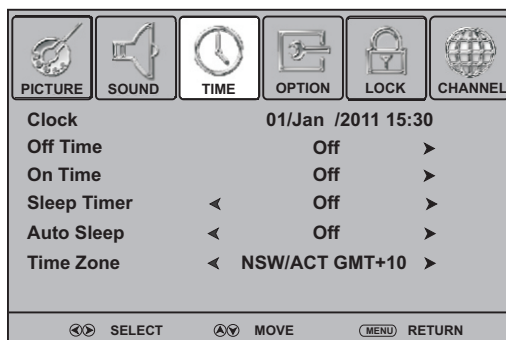 PICTURE SOUND TIME OPTION LOCK CHANNEL
Clock 01/Jan /2011 15:30
Off Time Off
On Time Off
Sleep Timer Off
Auto Sleep Off
Time Zone NSW/ACT GMT+10
SELECT MOVE MENU RETURN